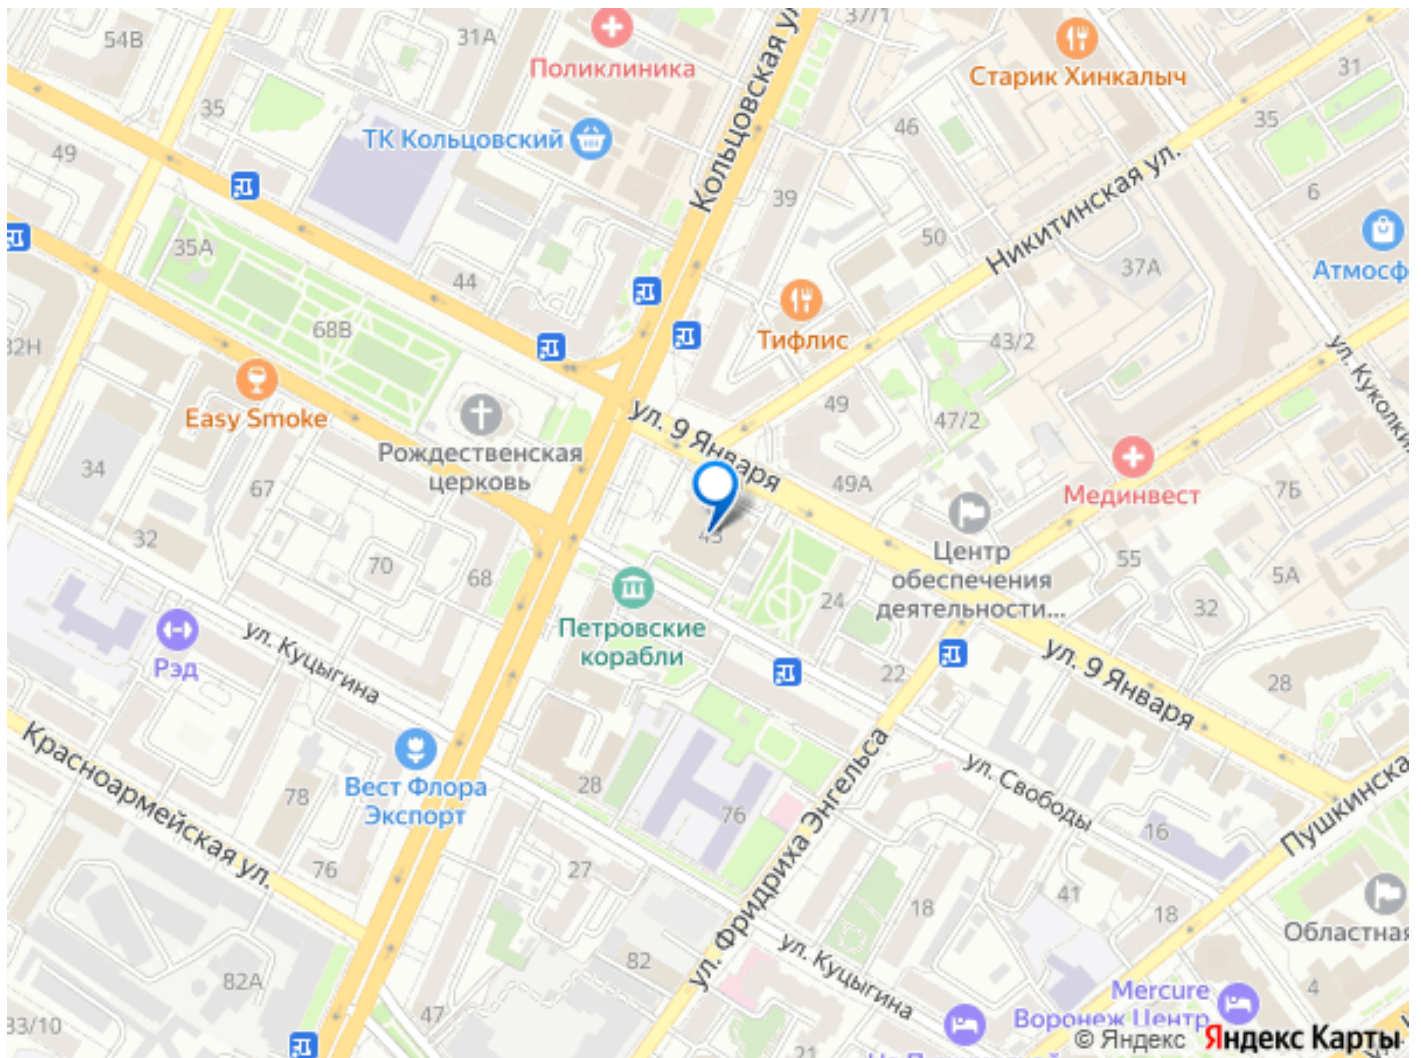 54В
31А
Поликлиника
Кольцовская ул
37/1
Старик Хинкалыч
31
35
35
ТК Кольцовский
46
49
6
39
Никитинская ул.
50
35А
37А
Атмосф
44
68В
Тифлис
43/2
32Н
ул. Куколки
Easy Smoke
49
ул. 9 Января
47/2
Рождественская
церковь
34
67
49А
Мединвест
7Б
32
Центр
обеспечения
деятельности...
55
5А
70
68
24
32
Петровские
корабли
Рэд
ул. Куцыгина
22
ул. 9 Января
28
Красноармейская ул.
Вест Флора
Экспорт
28
78
76
ул. Фридриха Энгельса
ул. Свободы
16
Пушкинска
76
27
41
18
18
Областная
82
82А
ул. Куцыгина
47
33/10
4
Mercure
Воронеж Центр
21
© Яндекс Яндекс Карты